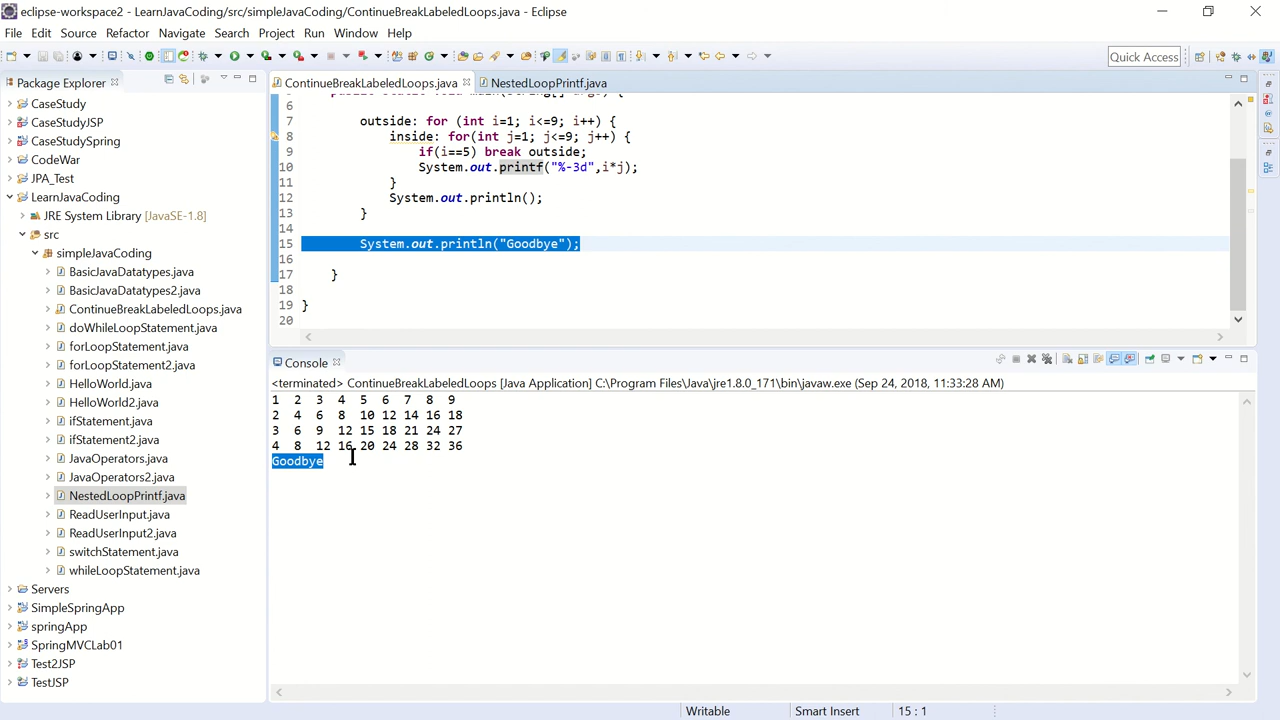 eclipse-workspace2 - LearnJavaCoding/src/simpleJavaCoding/ContinueBreakLabeledLoops.java - Eclipse
File Edit Source Refactor Navigate Search Project Run Window Help
Quick Access
Package Explorer
CaseStudy
CaseStudyJSP
CaseStudySpring
CodeWar
JPA_Test
LearnJavaCoding
JRE System Library [JavaSE-1.8]
src
simpleJavaCoding
BasicJavaDatatypes.java
BasicJavaDatatypes2.java
ContinueBreakLabeledLoops.java
doWhileLoopStatement.java
forLoopStatement.java
forLoopStatement2.java
HelloWorld.java
HelloWorld2.java
ifStatement.java
ifStatement2.java
JavaOperators.java
JavaOperators2.java
NestedLoopPrintf.java
ReadUserInput.java
ReadUserInput2.java
switchStatement.java
whileLoopStatement.java
Servers
SimpleSpringApp
springApp
SpringMVCLab01
Test2JSP
TestJSP
ContinueBreakLabeledLoops.java NestedLoopPrintf.java
6
7 outside: for (int i=1; i<=9; i++) {
8 inside: for(int j=1; j<=9; j++) {
9 if(i==5) break outside;
10 System.out.printf("%-3d",i*j);
11 }
12 System.out.println();
13 }
14
15 System.out.println("Goodbye");
16
17 }
18
19 }
20
Console
<terminated> ContinueBreakLabeledLoops [Java Application] C:\Program Files\Java\jre1.8.0_171\bin\javaw.exe (Sep 24, 2018, 11:33:28 AM)
1 2 3 4 5 6 7 8 9
2 4 6 8 10 12 14 16 18
3 6 9 12 15 18 21 24 27
4 8 12 16 20 24 28 32 36
Goodbye
Writable Smart Insert 15 : 1